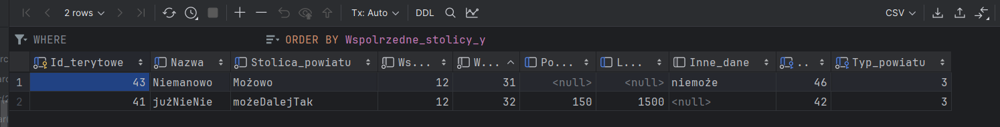 2 rows Tx: Auto DDL CSV
WHERE ORDER BY Wspolrzedne_stolicy_y
Id_terytowe Nazwa Stolica_powiatu Ws... W... Po... L... Inne_dane .. Typ_powiatu
1 43 Niemanowo Możowo 12 31 <null> <null> niemoże 46 3
2 41 jużNieNie możeDalejTak 12 32 150 1500 <null> 42 3